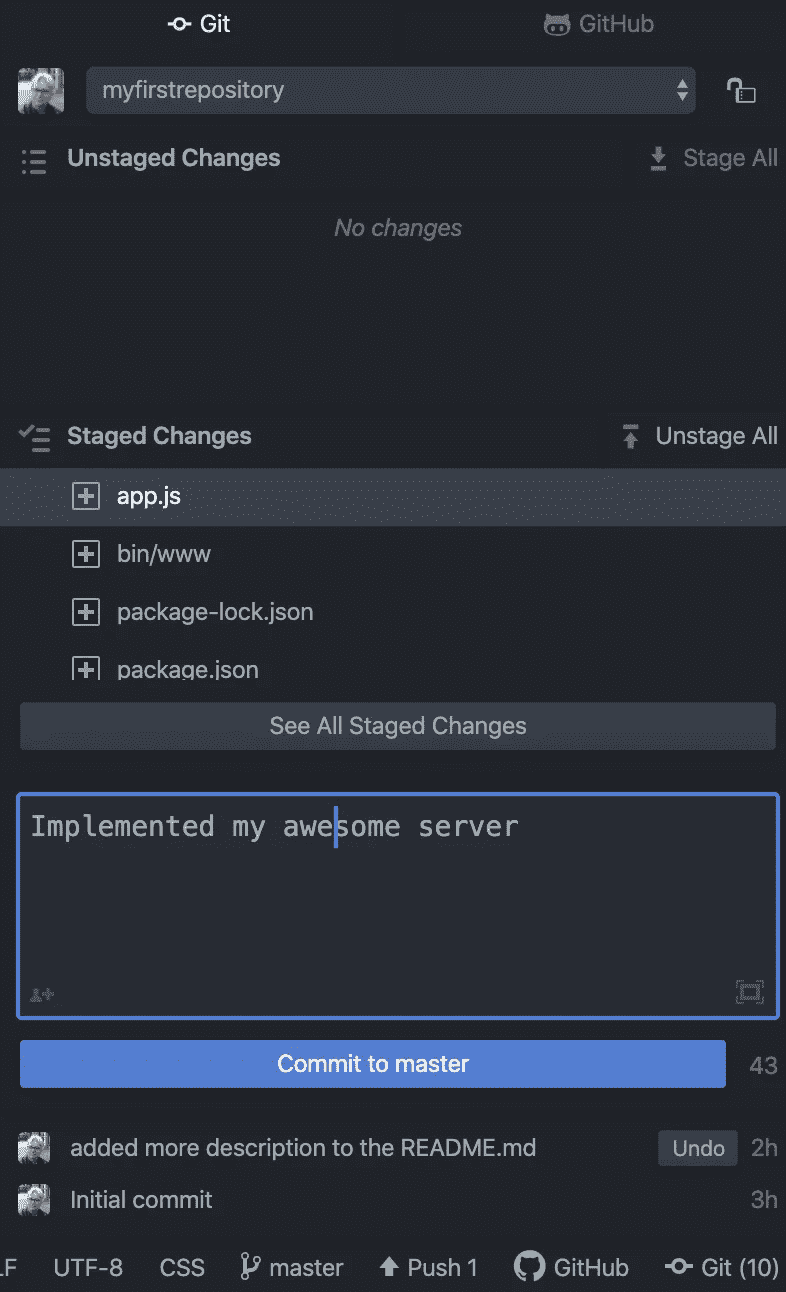 Git GitHub
myfirstrepository
Unstaged Changes Stage All
No changes
Staged Changes Unstage All
app.js
bin/www
package-lock.json
package.json
See All Staged Changes
Implemented my awesome server
Commit to master 43
added more description to the README.md Undo 2h
Initial commit 3h
LF UTF-8 CSS master Push 1 GitHub Git (10)